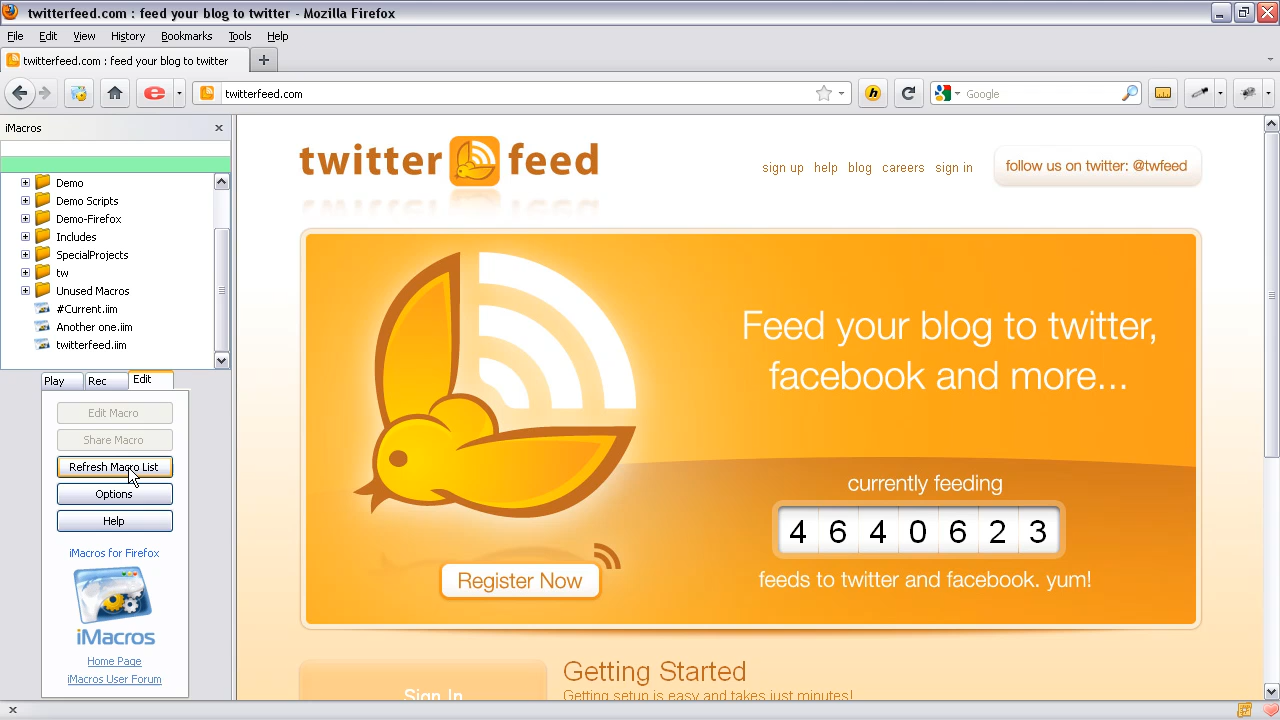 twitterfeed.com : feed your blog to twitter - Mozilla Firefox
File Edit View History Bookmarks Tools Help
twitterfeed.com : feed your blog to twitter
twitterfeed.com
Google
iMacros
Demo
Demo Scripts
Demo-Firefox
Includes
SpecialProjects
tw
Unused Macros
#Current.iim
Another one.iim
twitterfeed.iim
Play Rec Edit
Edit Macro
Share Macro
Refresh Macro List
Options
Help
iMacros for Firefox
iMacros
Home Page
iMacros User Forum
twitter feed
sign up help blog careers sign in
follow us on twitter: @twfeed
Feed your blog to twitter,
facebook and more...
currently feeding
4 6 4 0 6 2 3
feeds to twitter and facebook. yum!
Register Now
Getting Started
Getting setup is easy and takes just minutes!
Sign In